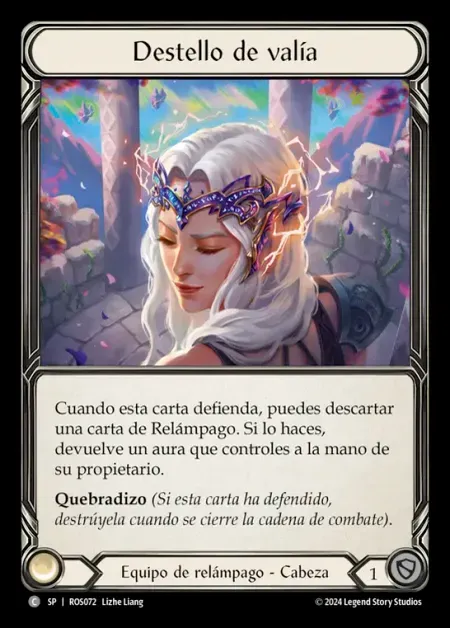 Destello de valía
Cuando esta carta defienda, puedes descartar
una carta de Relámpago. Si lo haces,
devuelve un aura que controles a la mano de
su propietario.
Quebradizo (Si esta carta ha defendido,
destrúyela cuando se cierre la cadena de combate).
Equipo de relámpago - Cabeza
1
C SP | ROS072 Lizhe Liang
© 2024 Legend Story Studios